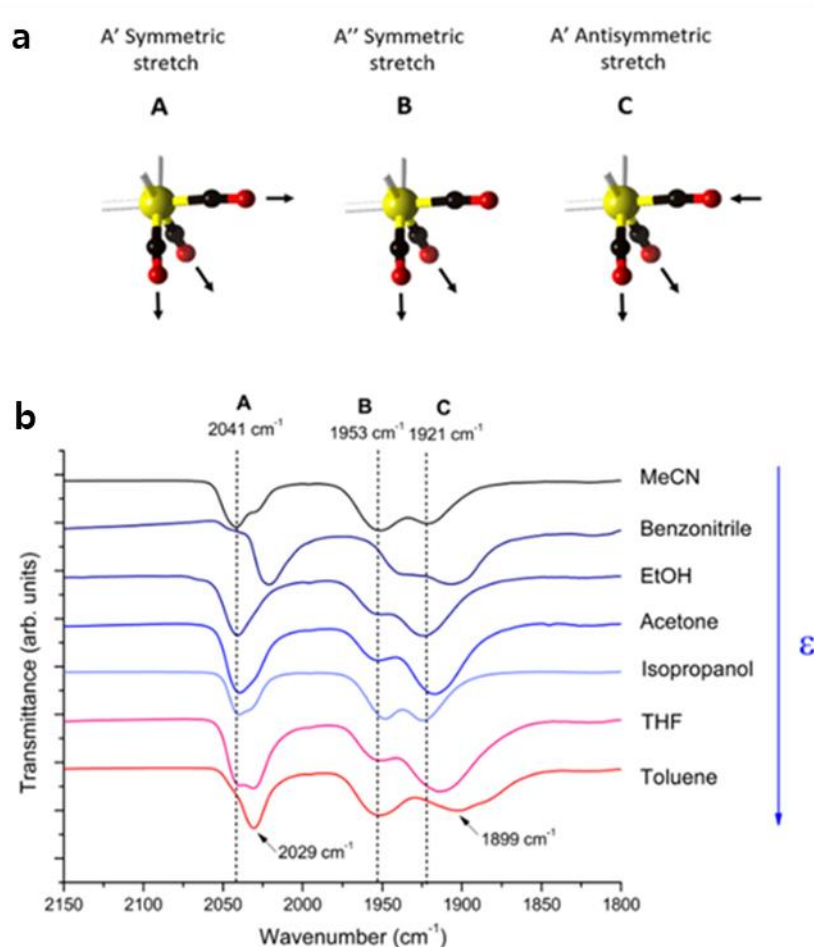 a
A′ Symmetric
stretch
A
A′′ Symmetric
stretch
B
A′ Antisymmetric
stretch
C
b
A
2041 cm⁻¹
B
1953 cm⁻¹
C
1921 cm⁻¹
Transmittance (arb. units)
MeCN
Benzonitrile
EtOH
Acetone
Isopropanol
THF
Toluene
ε
2029 cm⁻¹
1899 cm⁻¹
2150 2100 2050 2000 1950 1900 1850 1800
Wavenumber (cm⁻¹)